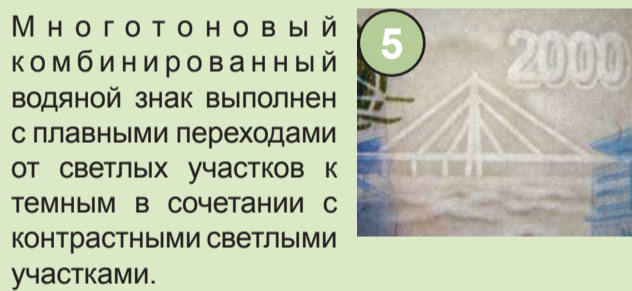 Многотоновый
комбинированный
водяной знак выполнен
с плавными переходами
от светлых участков к
темным в сочетании с
контрастными светлыми
участками.
5
2000